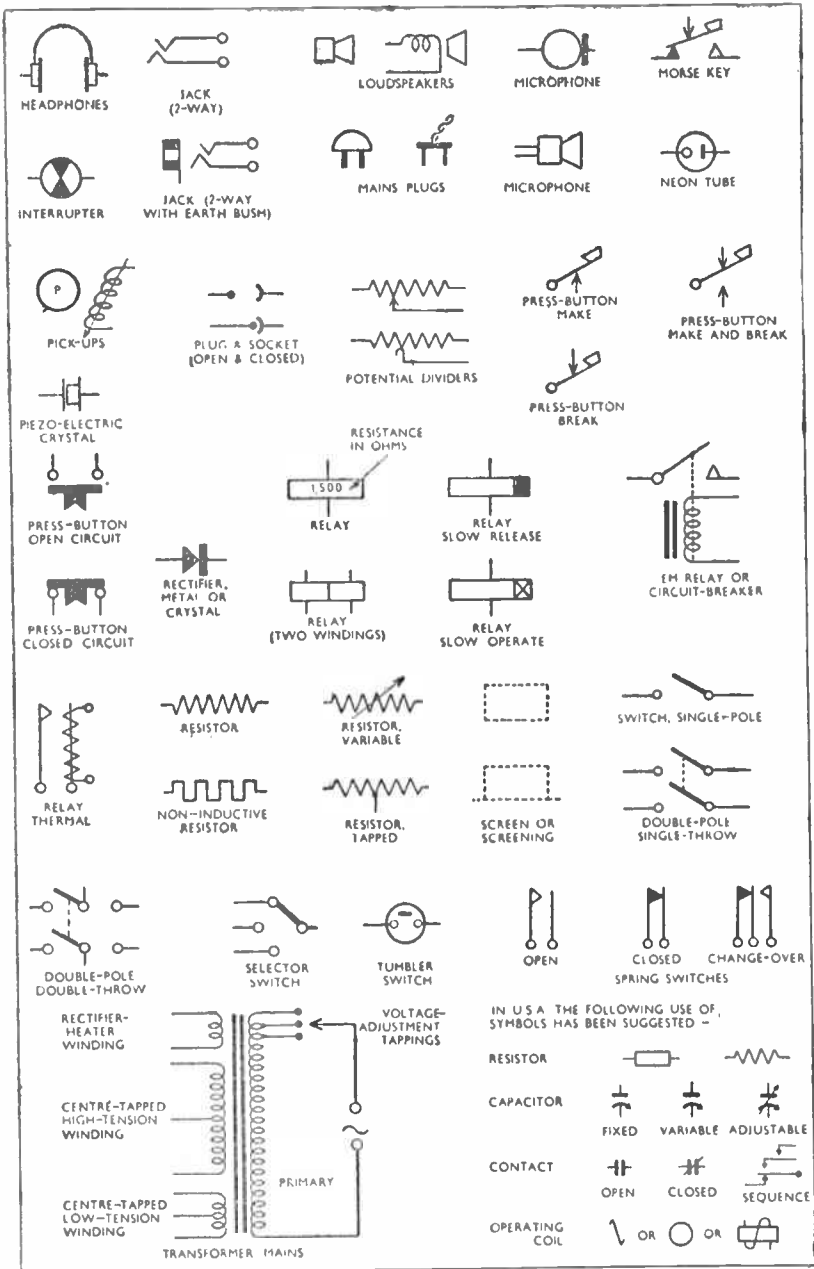 HEADPHONES
JACK
(2-WAY)
LOUDSPEAKERS
MICROPHONE
MORSE KEY
INTERRUPTER
JACK (2-WAY
WITH EARTH BUSH)
MAINS PLUGS
MICROPHONE
NEON TUBE
P
PICK-UPS
PLUG & SOCKET
(OPEN & CLOSED)
POTENTIAL DIVIDERS
PRESS-BUTTON
MAKE
PRESS-BUTTON
MAKE AND BREAK
PRESS-BUTTON
BREAK
PIEZO-ELECTRIC
CRYSTAL
RESISTANCE
IN OHMS
PRESS-BUTTON
OPEN CIRCUIT
1,500
RELAY
RELAY
SLOW RELEASE
RECTIFIER,
METAL OR
CRYSTAL
EM RELAY OR
CIRCUIT-BREAKER
PRESS-BUTTON
CLOSED CIRCUIT
RELAY
(TWO WINDINGS)
RELAY
SLOW OPERATE
RESISTOR
RESISTOR,
VARIABLE
SWITCH, SINGLE-POLE
RELAY
THERMAL
NON-INDUCTIVE
RESISTOR
RESISTOR,
TAPPED
SCREEN OR
SCREENING
DOUBLE-POLE
SINGLE-THROW
DOUBLE-POLE
DOUBLE-THROW
SELECTOR
SWITCH
TUMBLER
SWITCH
OPEN
CLOSED
CHANGE-OVER
SPRING SWITCHES
RECTIFIER-
HEATER
WINDING
VOLTAGE-
ADJUSTMENT
TAPPINGS
CENTRE-TAPPED
HIGH-TENSION
WINDING
PRIMARY
CENTRE-TAPPED
LOW-TENSION
WINDING
TRANSFORMER MAINS
IN USA THE FOLLOWING USE OF
SYMBOLS HAS BEEN SUGGESTED –
RESISTOR
CAPACITOR
FIXED
VARIABLE
ADJUSTABLE
CONTACT
OPEN
CLOSED
SEQUENCE
OPERATING
COIL
OR
OR